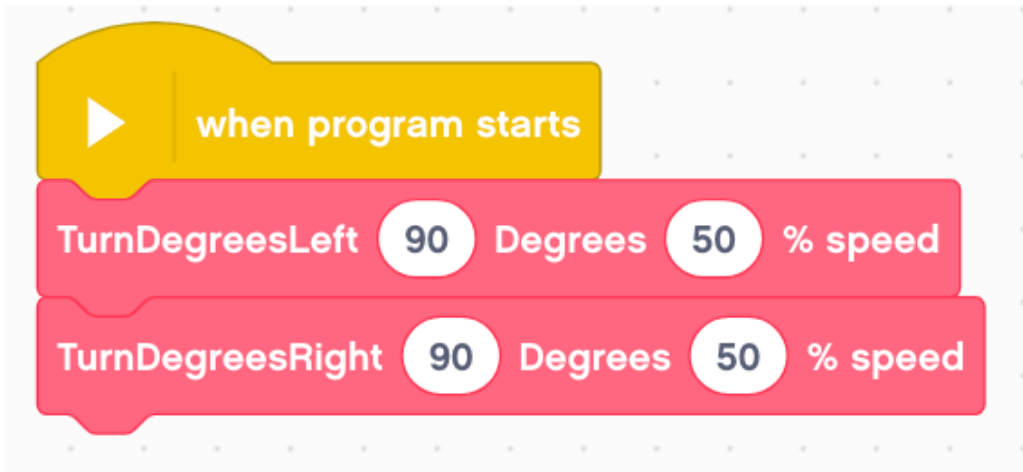 when program starts
TurnDegreesLeft 90 Degrees 50 % speed
TurnDegreesRight 90 Degrees 50 % speed